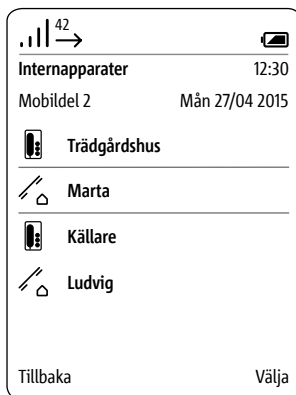 42
Internapparater 12:30
Mobildel 2 Mån 27/04 2015
Trädgårdshus
Marta
Källare
Ludvig
Tillbaka Välja